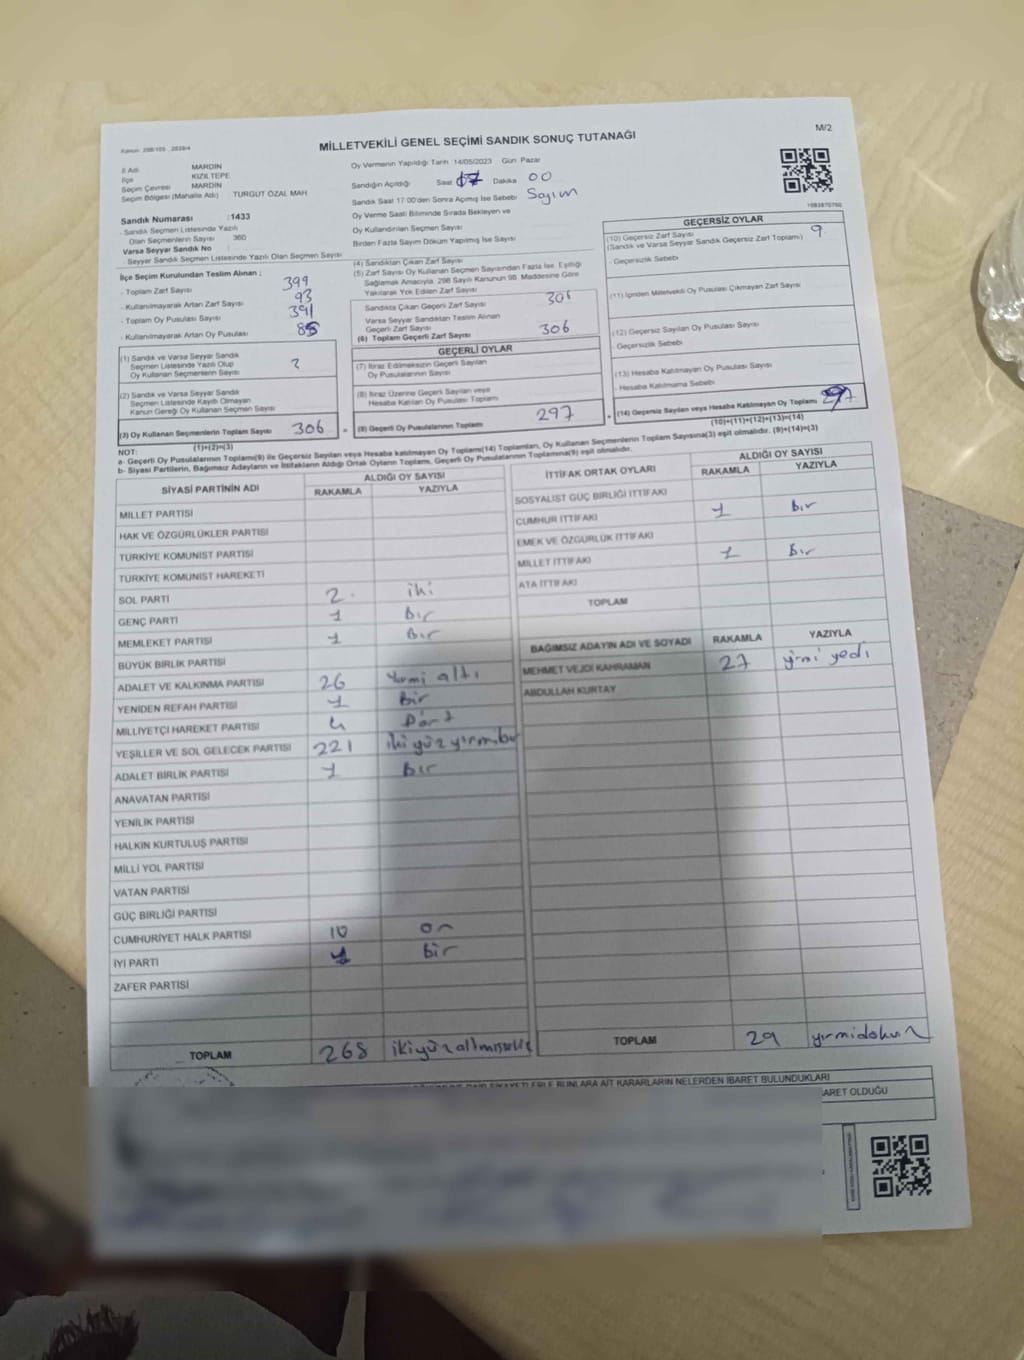 MİLLETVEKİLİ GENEL SEÇİMİ SANDIK SONUÇ TUTANAĞI
M/2
İl Adı MARDİN
İlçe KIZILTEPE
Seçim Çevresi MARDİN
Seçim Bölgesi (Mahalle Adı) TURGUT ÖZAL MAH
Sandık Numarası : 1433
- Sandık Seçmen Listesinde Yazılı
Olan Seçmenlerin Sayısı 360
Varsa Seyyar Sandık No
- Seyyar Sandık Seçmen Listesinde Yazılı Olan Seçmen Sayısı
Oy Vermenin Yapıldığı Tarih 14/05/2023 Gün Pazar
Sandığın Açıldığı Saat 17 Dakika 00
Sandık Saat 17:00'den Sonra Açılmış İse Sebebi Sayım
Oy Verme Saati Bitiminde Sırada Bekleyen ve
Oy Kullandırılan Seçmen Sayısı
Birden Fazla Sayım Döküm Yapılmış İse Sayısı
İlçe Seçim Kurulundan Teslim Alınan ;
- Toplam Zarf Sayısı 399
- Kullanılmayarak Artan Zarf Sayısı 93
- Toplam Oy Pusulası Sayısı 391
- Kullanılmayarak Artan Oy Pusulası 85
(1) Sandık ve Varsa Seyyar Sandık
Seçmen Listesinde Yazılı Olup
Oy Kullanan Seçmenlerin Sayısı
(2) Sandık ve Varsa Seyyar Sandık
Seçmen Listesinde Kayıtlı Olmayan
Kanun Gereği Oy Kullanan Seçmen Sayısı
(3) Oy Kullanan Seçmenlerin Toplam Sayısı 306
(1)+(2)=(3)
(4) Sandıktan Çıkan Zarf Sayısı
(5) Zarf Sayısı Oy Kullanan Seçmen Sayısından Fazla İse, Eşitliği
Sağlamak Amacıyla, 298 Sayılı Kanunun 98. Maddesine Göre
Yakılarak Yok Edilen Zarf Sayısı
Sandıkta Çıkan Geçerli Zarf Sayısı 306
Varsa Seyyar Sandıktan Teslim Alınan
Geçerli Zarf Sayısı
(6) Toplam Geçerli Zarf Sayısı 306
GEÇERLİ OYLAR
(7) İtiraz Edilmeksizin Geçerli Sayılan
Oy Pusulalarının Sayısı
(8) İtiraz Üzerine Geçerli Sayılan veya
Hesaba Katılan Oy Pusulası Toplamı
(9) Geçerli Oy Pusulalarının Toplamı 297
GEÇERSİZ OYLAR
(10) Geçersiz Zarf Sayısı 9
(Sandık ve Varsa Seyyar Sandık Geçersiz Zarf Toplamı)
- Geçersizlik Sebebi
(11) İçinden Milletvekili Oy Pusulası Çıkmayan Zarf Sayısı
(12) Geçersiz Sayılan Oy Pusulası Sayısı
- Geçersizlik Sebebi
(13) Hesaba Katılmayan Oy Pusulası Sayısı
- Hesaba Katılmama Sebebi
(14) Geçersiz Sayılan veya Hesaba Katılmayan Oy Toplamı
(10)+(11)+(12)+(13)=(14)
NOT:
a- Geçerli Oy Pusulalarının Toplamı(9) ile Geçersiz Sayılan veya Hesaba katılmayan Oy Toplamı(14) Toplamları, Oy Kullanan Seçmenlerin Toplam Sayısına(3) eşit olmalıdır. (9)+(14)=(3)
b- Siyasi Partilerin, Bağımsız Adayların ve İttifakların Aldığı Ortak Oyların Toplamı, Geçerli Oy Pusulalarının Toplamına(9) eşit olmalıdır.
SİYASİ PARTİNİN ADI ALDIĞI OY SAYISI
RAKAMLA YAZIYLA
MİLLET PARTİSİ
HAK VE ÖZGÜRLÜKLER PARTİSİ
TÜRKİYE KOMÜNİST PARTİSİ
TÜRKİYE KOMÜNİST HAREKETİ
SOL PARTİ 2 iki
GENÇ PARTİ 1 bir
MEMLEKET PARTİSİ 1 Bir
BÜYÜK BİRLİK PARTİSİ
ADALET VE KALKINMA PARTİSİ 26 Yirmi altı
YENİDEN REFAH PARTİSİ 1 Bir
MİLLİYETÇİ HAREKET PARTİSİ 4
YEŞİLLER VE SOL GELECEK PARTİSİ 221 iki yüz yirmibir
ADALET BİRLİK PARTİSİ 1 Bir
ANAVATAN PARTİSİ
YENİLİK PARTİSİ
HALKIN KURTULUŞ PARTİSİ
MİLLİ YOL PARTİSİ
VATAN PARTİSİ
GÜÇ BİRLİĞİ PARTİSİ
CUMHURİYET HALK PARTİSİ 10 on
İYİ PARTİ 1 bir
ZAFER PARTİSİ
TOPLAM 268 ikiyüzaltmışsekiz
İTTİFAK ORTAK OYLARI ALDIĞI OY SAYISI
RAKAMLA YAZIYLA
SOSYALİST GÜÇ BİRLİĞİ İTTİFAKI
CUMHUR İTTİFAKI 1 bir
EMEK VE ÖZGÜRLÜK İTTİFAKI
MİLLET İTTİFAKI 1 Bir
ATA İTTİFAKI
TOPLAM
BAĞIMSIZ ADAYIN ADI VE SOYADI RAKAMLA YAZIYLA
MEHMET VEJDİ KAHRAMAN 27 yirmi yedi
ABDULLAH KURTAY
TOPLAM 29 yirmidokuz
BUNLARA AİT KARARLARIN NELERDEN İBARET BULUNDUKLARI
İBARET OLDUĞU